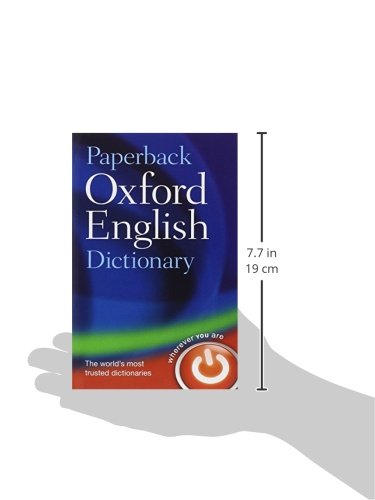 Paperback
Oxford
English
Dictionary
The world's most
trusted dictionaries
wherever you are
7.7 in
19 cm